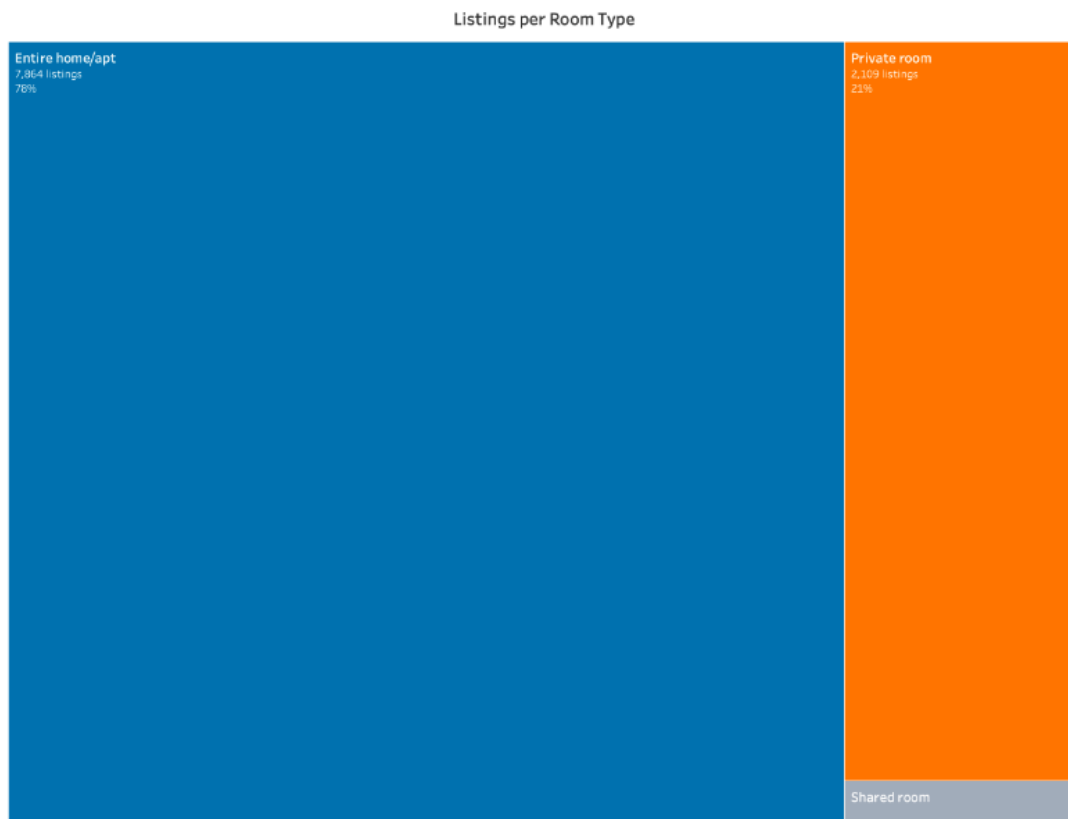 Listings per Room Type
Entire home/apt
7,864 listings
78%
Private room
2,109 listings
21%
Shared room